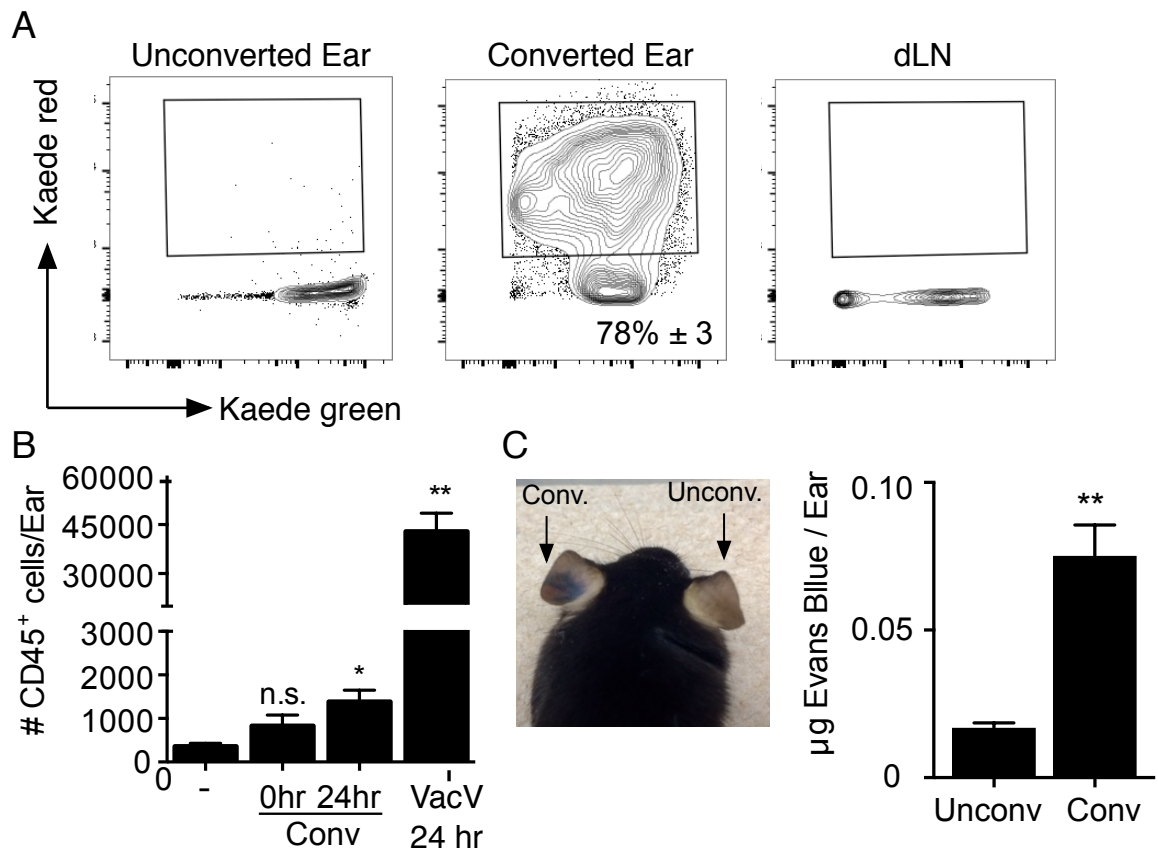 A
Unconverted Ear
Converted Ear
dLN
Kaede red
78% ± 3
Kaede green
B
# CD45+ cells/Ear
60000
45000
30000
3000
2000
1000
0
0
n.s.
*
**
-
0hr 24hr
Conv
VacV
24 hr
C
Conv.
Unconv.
µg Evans Bllue / Ear
0.10
0.05
0
**
Unconv
Conv